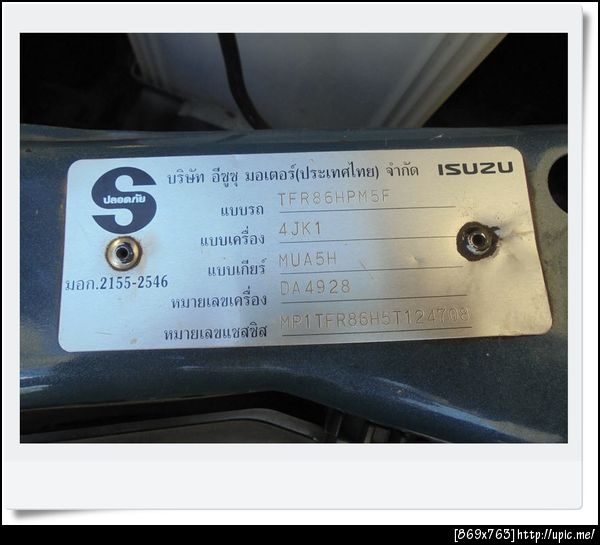 บริษัท อีซูซุ มอเตอร์(ประเทศไทย) จำกัด ISUZU
S
ปลอดภัย
แบบรถ TFR86HPM5F
แบบเครื่อง 4JK1
แบบเกียร์ MUA5H
มอก.2155-2546
หมายเลขเครื่อง DA4928
หมายเลขแชสซิส MP1TFR86H5T124708
[869x763]http://upic.me/